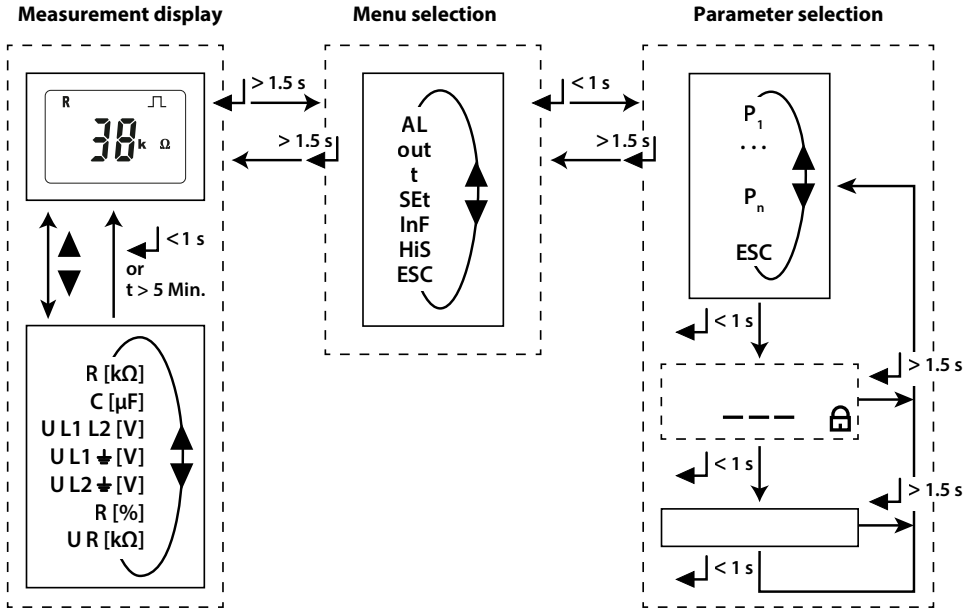 Measurement display
Menu selection
Parameter selection
R
38 k Ω
> 1.5 s
> 1.5 s
< 1 s
or
t > 5 Min.
R [kΩ]
C [µF]
U L1 L2 [V]
U L1 ⏚ [V]
U L2 ⏚ [V]
R [%]
U R [kΩ]
AL
out
t
SEt
InF
HiS
ESC
< 1 s
>1.5 s
P1
...
Pn
ESC
< 1 s
> 1.5 s
– – –
< 1 s
> 1.5 s
< 1 s